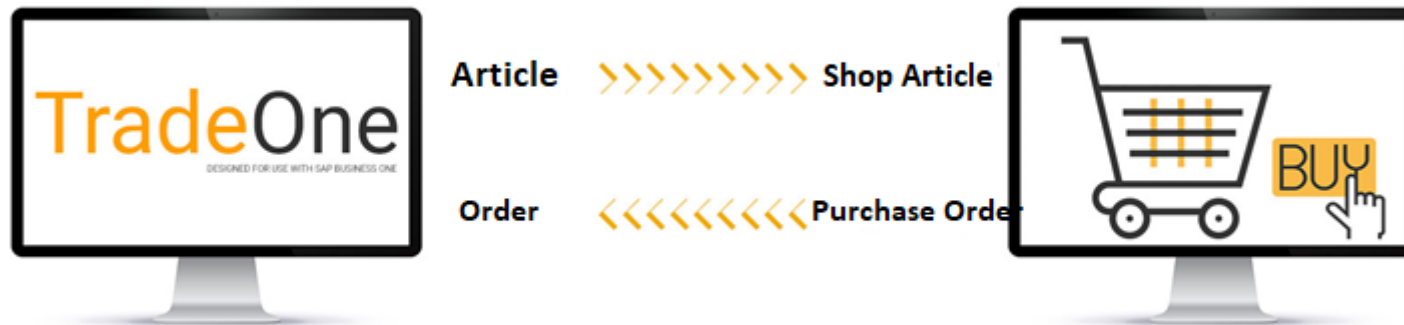 TradeOne
DESIGNED FOR USE WITH SAP BUSINESS ONE
Article
Shop Article
Order
Purchase Order
BUY